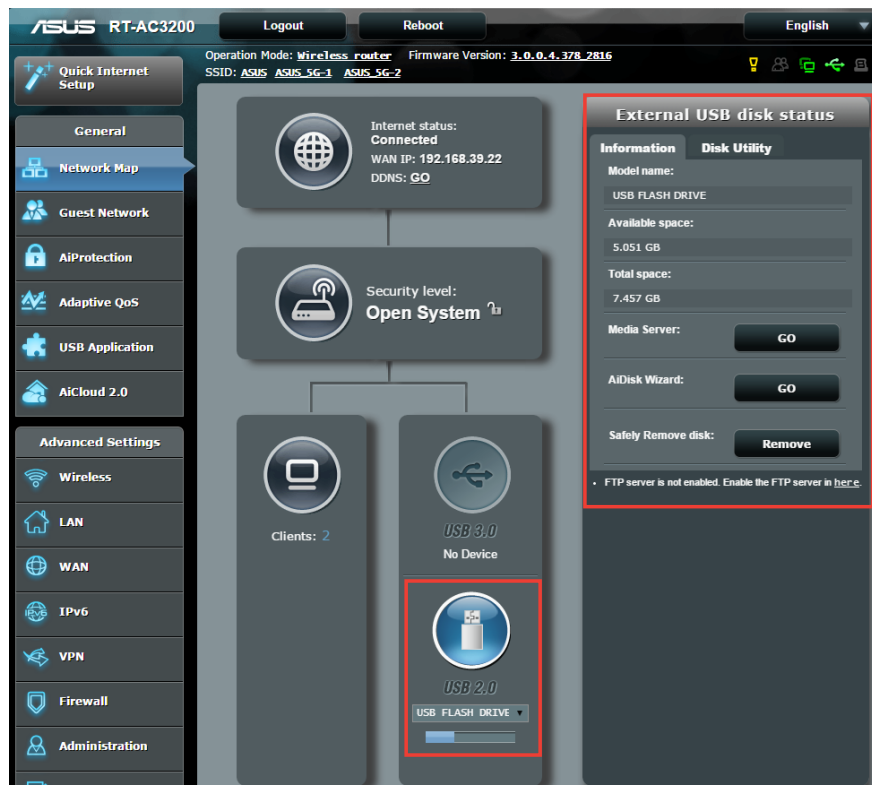 ASUS RT-AC3200
Logout
Reboot
English
Quick Internet
Setup
Operation Mode: Wireless router Firmware Version: 3.0.0.4.378_2816
SSID: ASUS ASUS_5G-1 ASUS_5G-2
General
Network Map
Guest Network
AiProtection
Adaptive QoS
USB Application
AiCloud 2.0
Advanced Settings
Wireless
LAN
WAN
IPv6
VPN
Firewall
Administration
Internet status:
Connected
WAN IP: 192.168.39.22
DDNS: GO
Security level:
Open System
Clients: 2
USB 3.0
No Device
USB 2.0
USB FLASH DRIVE
External USB disk status
Information Disk Utility
Model name:
USB FLASH DRIVE
Available space:
5.051 GB
Total space:
7.457 GB
Media Server: GO
AiDisk Wizard: GO
Safely Remove disk: Remove
• FTP server is not enabled. Enable the FTP server in here.